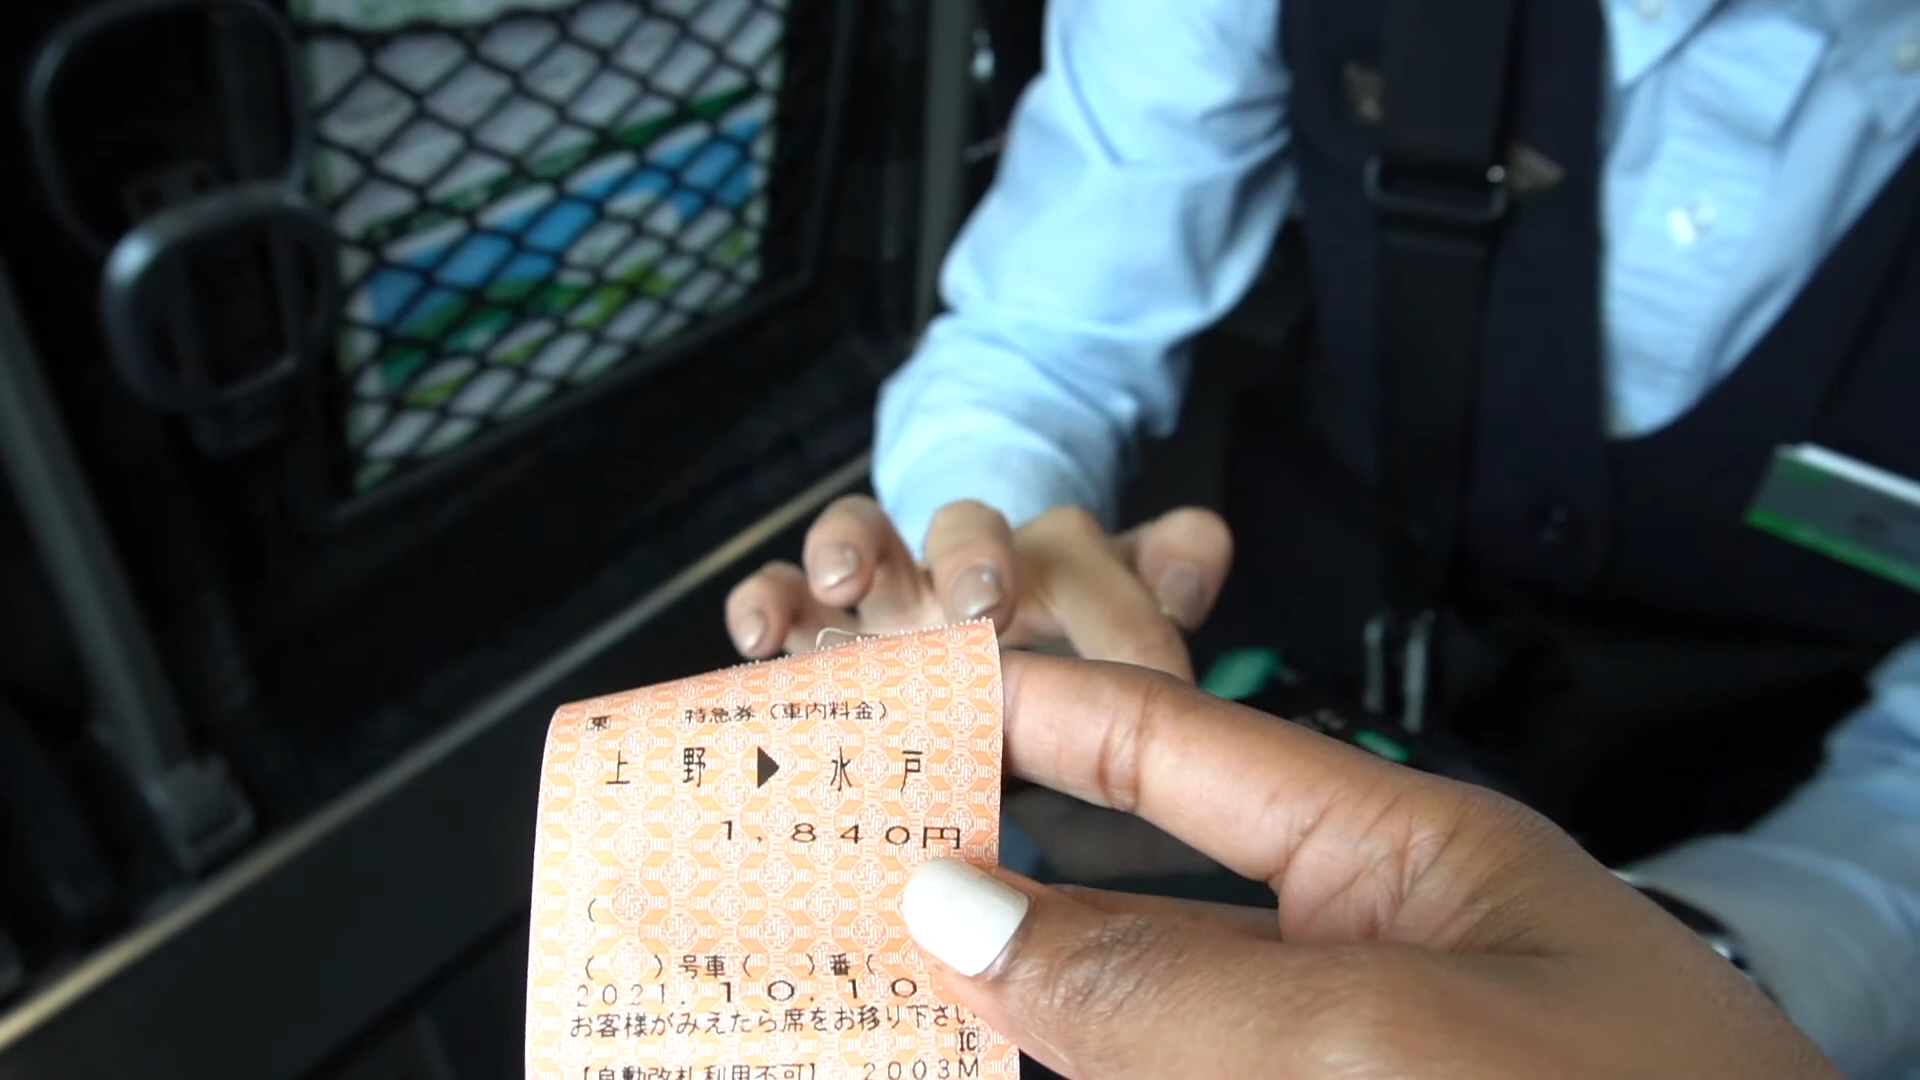 特急券(車内料金)
上野▶水戸
1,840円
(
( )号車( )番(
2021.10.10
お客様がみえたら席をお移り下さい
IC
【自動改札利用不可】 2003M